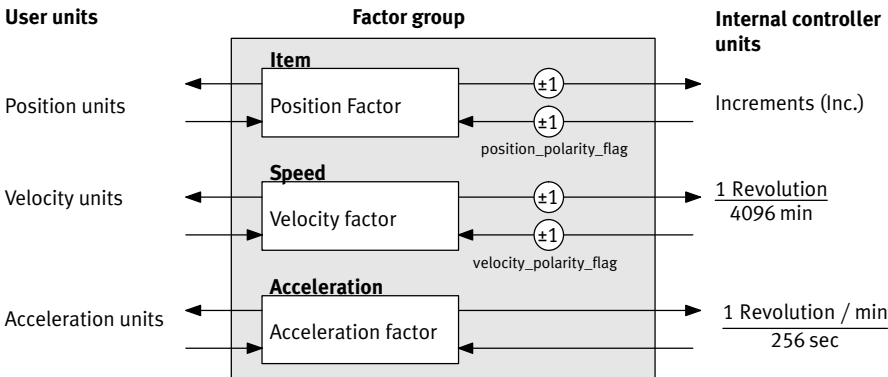 User units
Factor group
Internal controller
units
Item
Position Factor
±1
±1
position_polarity_flag
Position units
Increments (Inc.)
Speed
Velocity factor
±1
±1
velocity_polarity_flag
Velocity units
1 Revolution
4096 min
Acceleration
Acceleration factor
Acceleration units
1 Revolution / min
256 sec